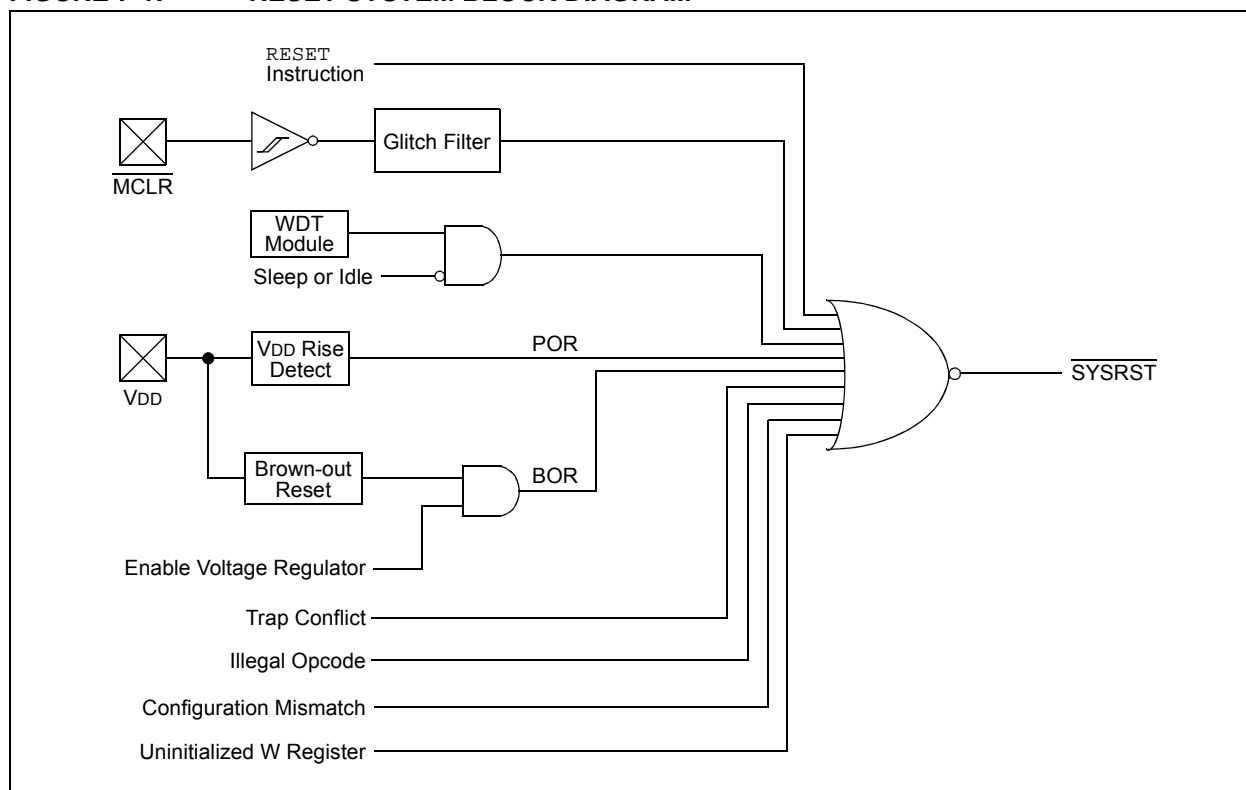 RESET
Instruction
Glitch Filter
MCLR
WDT
Module
Sleep or Idle
VDD Rise
Detect
POR
VDD
SYSRST
Brown-out
Reset
BOR
Enable Voltage Regulator
Trap Conflict
Illegal Opcode
Configuration Mismatch
Uninitialized W Register